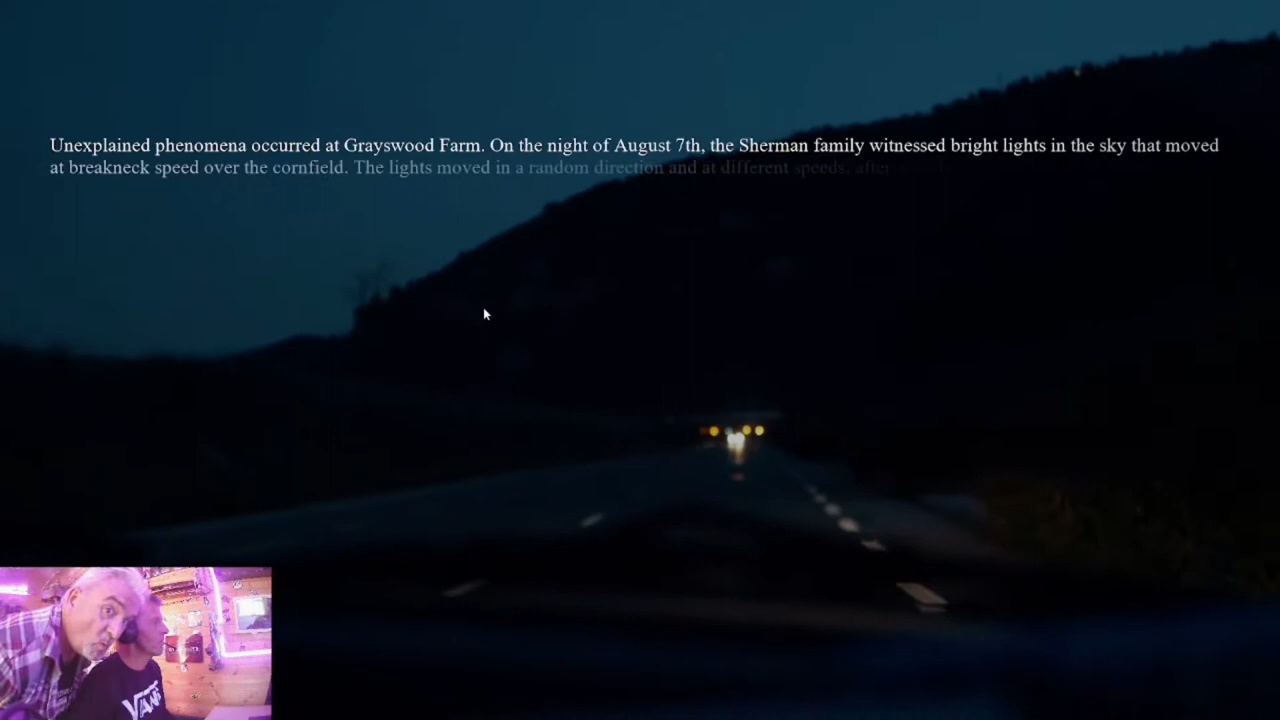 Unexplained phenomena occurred at Grayswood Farm. On the night of August 7th, the Sherman family witnessed bright lights in the sky that moved
at breakneck speed over the cornfield. The lights moved in a random direction and at different speeds, after
VANS